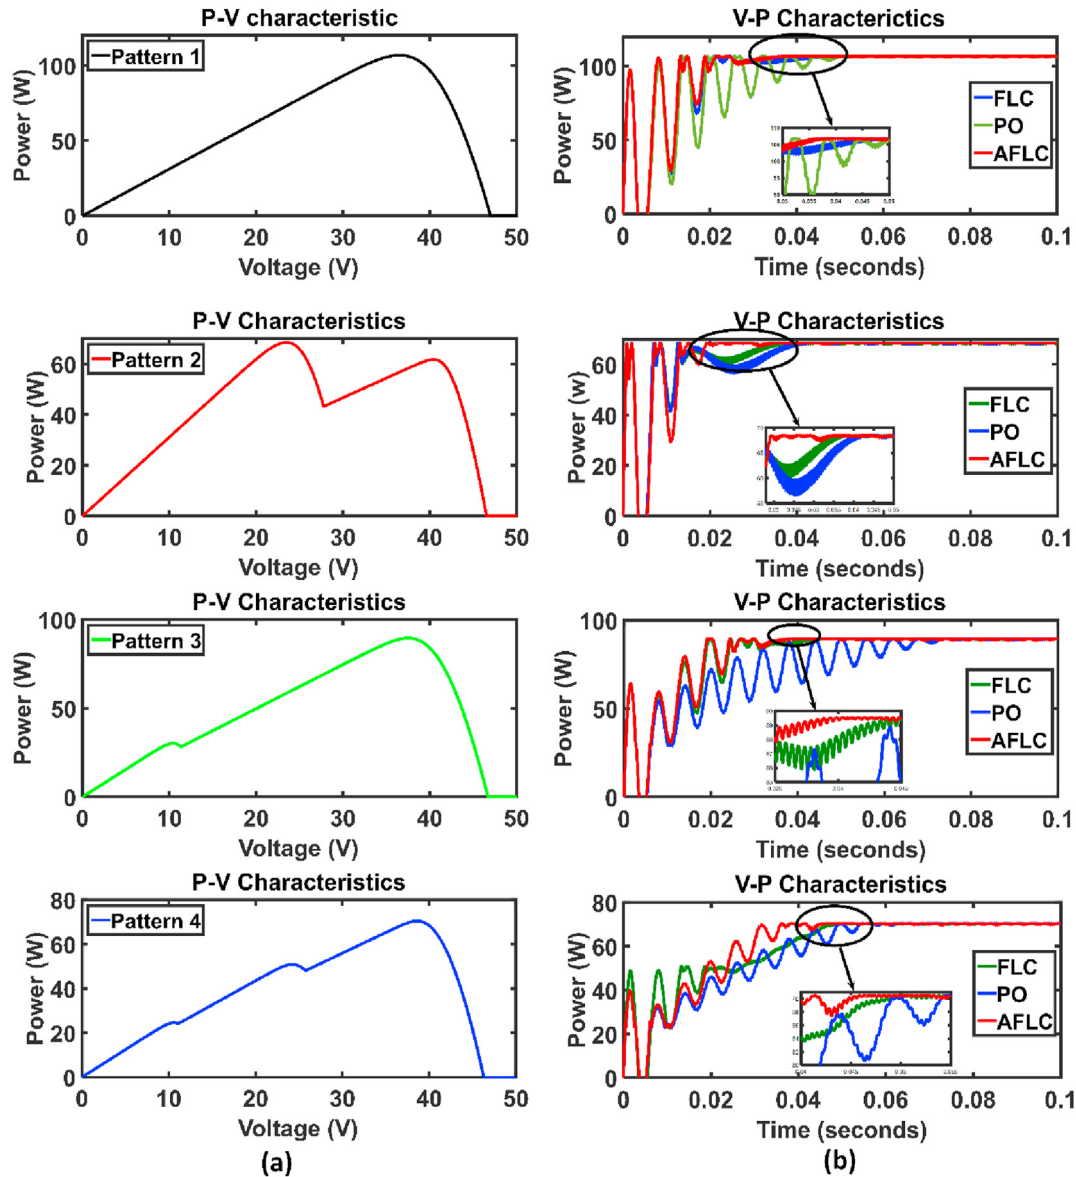 P-V characteristic
Pattern 1
Power (W)
100
50
0
0 10 20 30 40 50
Voltage (V)
V-P Characterictics
FLC
PO
AFLC
Power (W)
100
50
0
0 0.02 0.04 0.06 0.08 0.1
Time (seconds)
P-V Characteristics
Pattern 2
Power (W)
60
40
20
0
0 10 20 30 40 50
Voltage (V)
V-P Characteristics
FLC
PO
AFLC
Power (w)
60
40
20
0
0 0.02 0.04 0.06 0.08 0.1
Time (seconds)
P-V Characteristics
Pattern 3
Power (W)
100
50
0
0 10 20 30 40 50
Voltage (V)
V-P Characteristics
FLC
PO
AFLC
Power (W)
100
50
0
0 0.02 0.04 0.06 0.08 0.1
Time (seconds)
P-V Characteristics
Pattern 4
Power (W)
80
60
40
20
0
0 10 20 30 40 50
Voltage (V)
V-P Characteristics
FLC
PO
AFLC
Power (W)
80
60
40
20
0
0 0.02 0.04 0.06 0.08 0.1
Time (seconds)
(a)
(b)